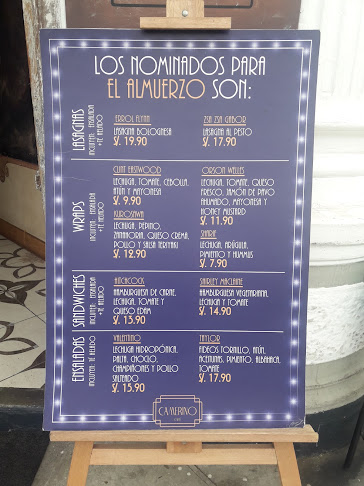 LOS NOMINADOS PARA
EL ALMUERZO SON:
LASAGNAS
INCLUYEN: ENSALADA
+TE HELADO
ERROL FLYNN
LASAGNA BOLOGNESA
S/. 19.90
ZSA ZSA GABOR
LASAGNA AL PESTO
S/. 17.90
WRAPS
INCLUYEN: ENSALADA
+TE HELADO
CLINT EASTWOOD
LECHUGA, TOMATE, CEBOLLA,
ATÚN Y MAYONESA
S/. 9.90
KUROSAWA
LECHUGA, PEPINO,
ZANAHORIA, QUESO CREMA,
POLLO Y SALSA TERIYAKI
S/. 12.90
ORSON WELLES
LECHUGA, TOMATE, QUESO
FRESCO, JAMÓN DE PAVO
AHUMADO, MAYONESA Y
HONEY MUSTARD
S/. 11.90
SHARIF
LECHUGA, ARÚGULA,
PIMIENTO Y HUMMUS
S/. 7.90
SANDWICHES
INCLUYEN: ENSALADA
+TE HELADO
HITCHCOCK
HAMBURGUESA DE CARNE,
LECHUGA, TOMATE Y
QUESO EDAM
S/. 15.90
SHIRLEY MACLAINE
HAMBURGUESA VEGETARIANA,
LECHUGA Y TOMATE
S/. 14.90
ENSALADAS
INCLUYEN: TE HELADO
VALENTINO
LECHUGA HIDROPÓNICA,
PALTA, CHOCLO,
CHAMPIÑONES Y POLLO
SALTEADO
S/. 15.90
TAYLOR
FIDEOS TORNILLO, ATÚN,
ACEITUNAS, PIMIENTO, ALBAHACA,
TOMATE
S/. 17.90
CAMERINO